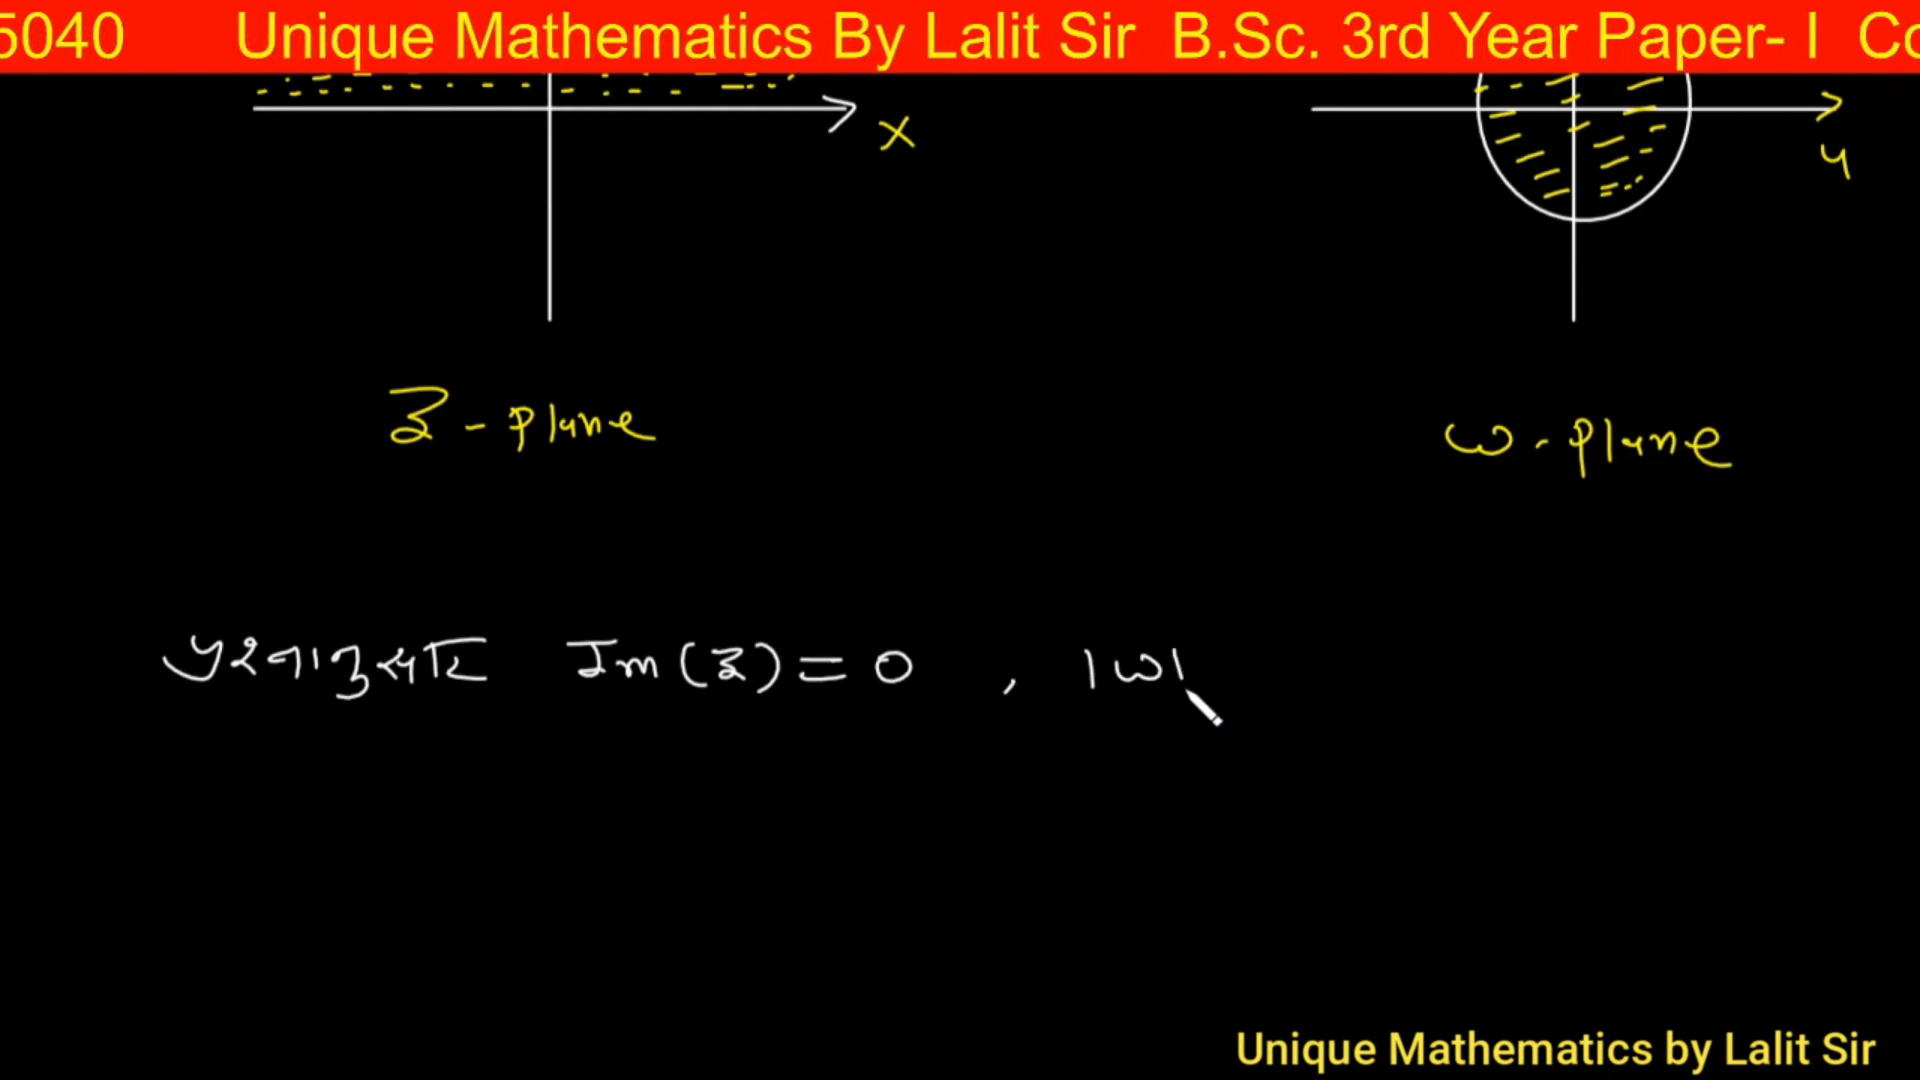 5040 Unique Mathematics By Lalit Sir B.Sc. 3rd Year Paper- I Co
x
u
Z - plane
w - plane
प्रश्नानुसार Im(z) = 0 , |w|
Unique Mathematics by Lalit Sir